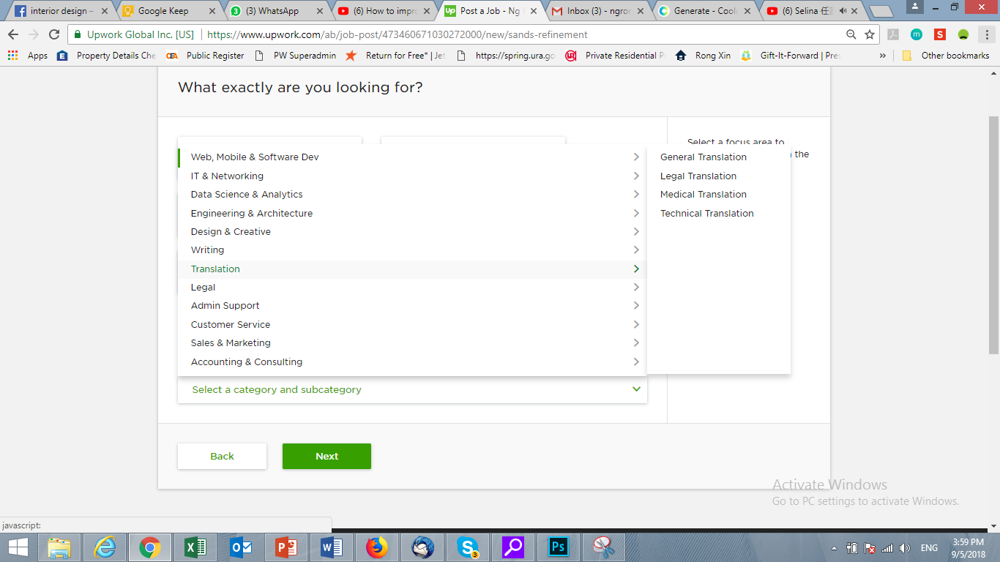 interior design –
Google Keep
(3) WhatsApp
(6) How to impro
Post a Job - Ng
Inbox (3) - ngror
Generate - Cool
(6) Selina 任
Upwork Global Inc. [US]
https://www.upwork.com/ab/job-post/473460671030272000/new/sands-refinement
Apps
Property Details Che
CEA
Public Register
PW Superadmin
Return for Free* | Jet
https://spring.ura.go
Private Residential P
Rong Xin
Gift-It-Forward | Pres
»
Other bookmarks
What exactly are you looking for?
Select a focus area to
the
Web, Mobile & Software Dev
IT & Networking
Data Science & Analytics
Engineering & Architecture
Design & Creative
Writing
Translation
Legal
Admin Support
Customer Service
Sales & Marketing
Accounting & Consulting
General Translation
Legal Translation
Medical Translation
Technical Translation
Select a category and subcategory
Back
Next
Activate Windows
Go to PC settings to activate Windows.
javascript:
ENG
3:59 PM
9/5/2018